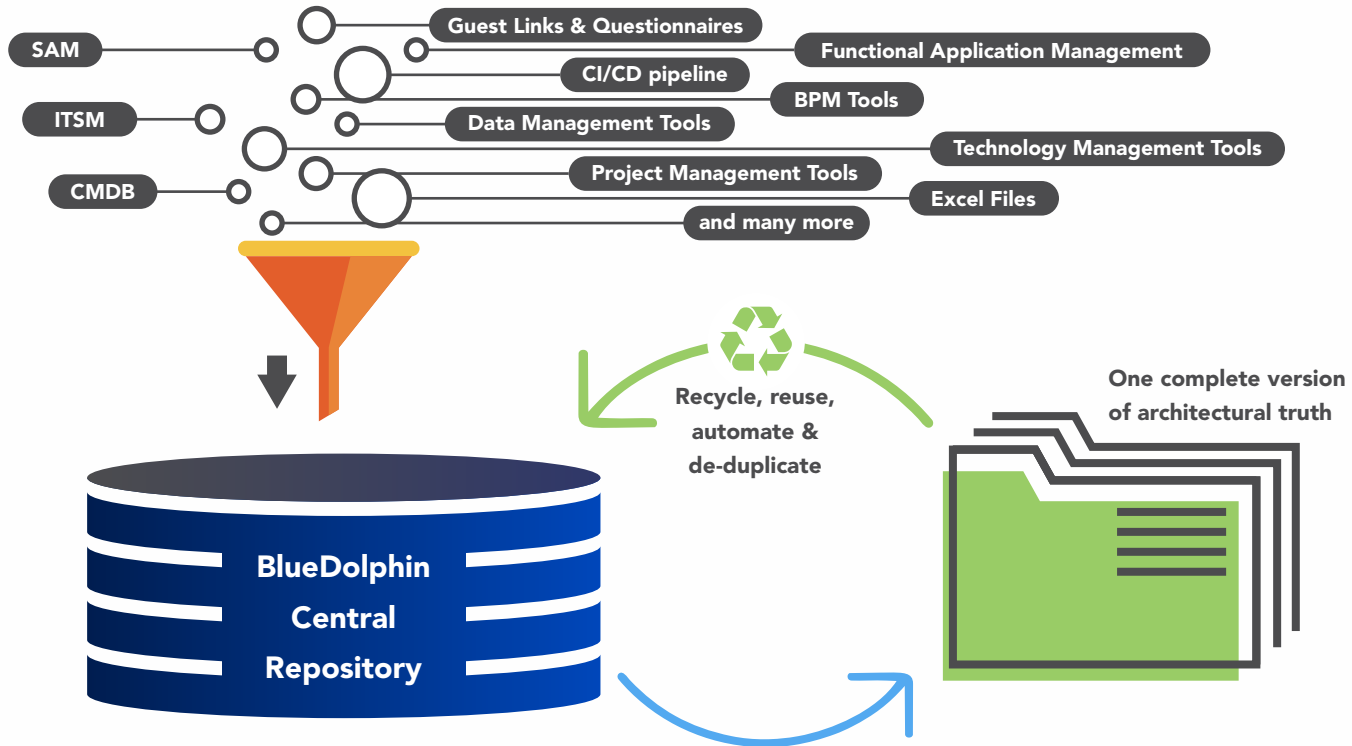 Guest Links & Questionnaires
SAM
Functional Application Management
CI/CD pipeline
BPM Tools
ITSM
Data Management Tools
Technology Management Tools
Project Management Tools
CMDB
Excel Files
and many more
Recycle, reuse,
automate &
de-duplicate
One complete version
of architectural truth
BlueDolphin
Central
Repository